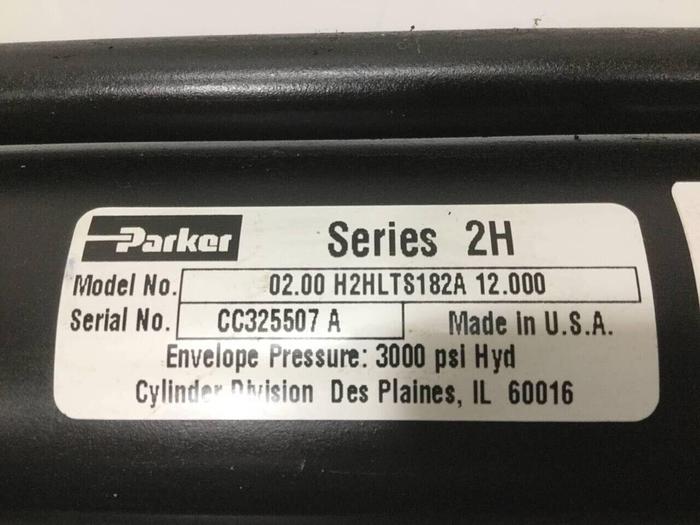 Parker Series 2H
Model No. 02.00 H2HLTS182A 12.000
Serial No. CC325507 A Made in U.S.A.
Envelope Pressure: 3000 psi Hyd
Cylinder Division Des Plaines, IL 60016